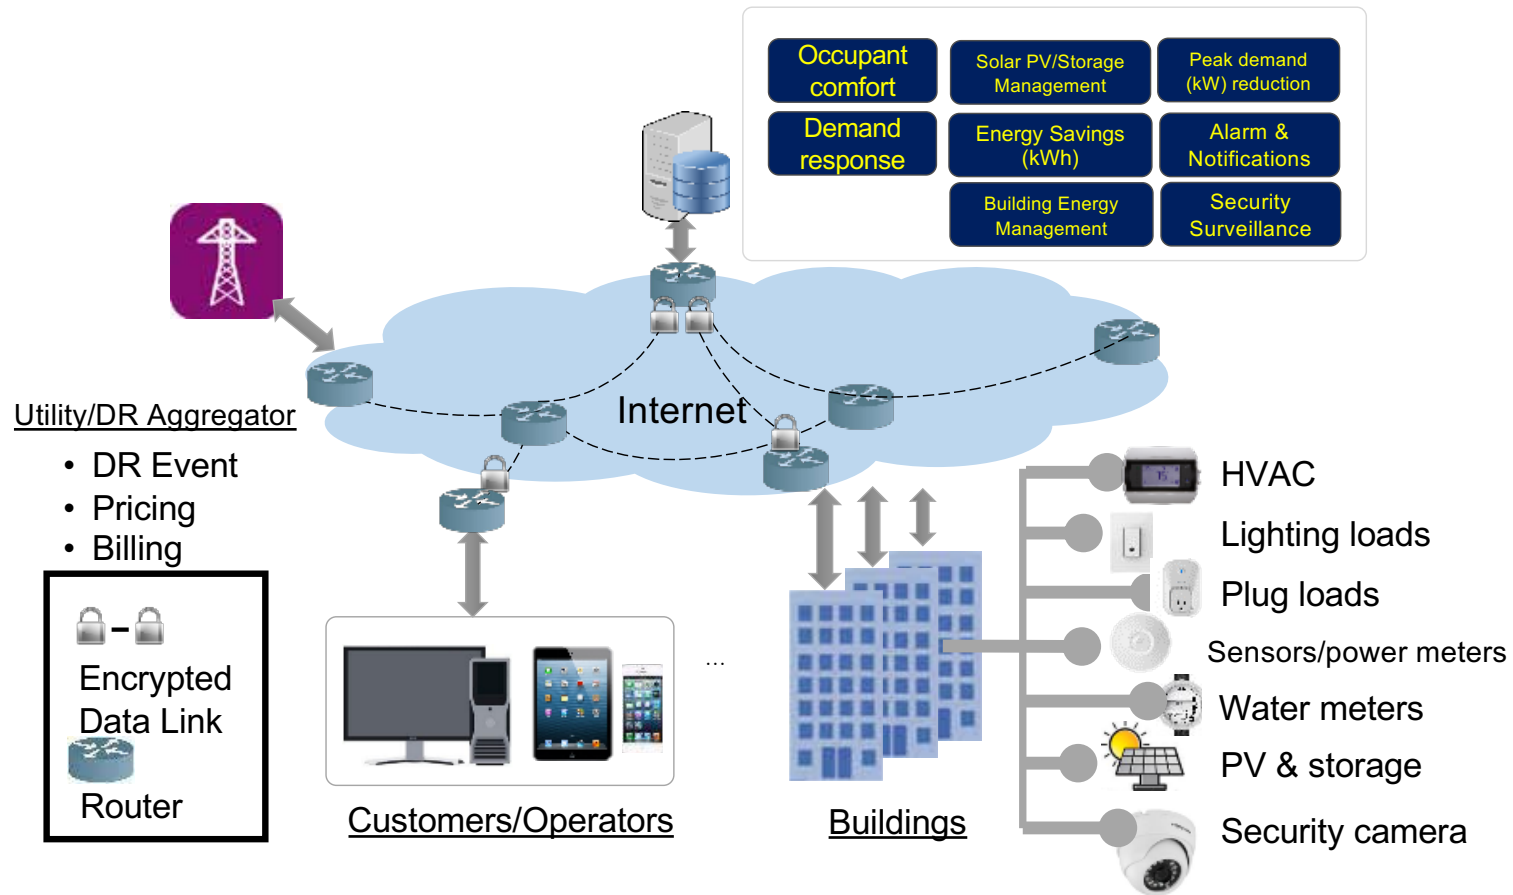 Occupant
comfort
Solar PV/Storage
Management
Peak demand
(kW) reduction
Demand
response
Energy Savings
(kWh)
Alarm &
Notifications
Building Energy
Management
Security
Surveillance
Internet
Utility/DR Aggregator
• DR Event
• Pricing
• Billing
Encrypted
Data Link
Router
Customers/Operators
...
Buildings
HVAC
Lighting loads
Plug loads
Sensors/power meters
Water meters
PV & storage
Security camera